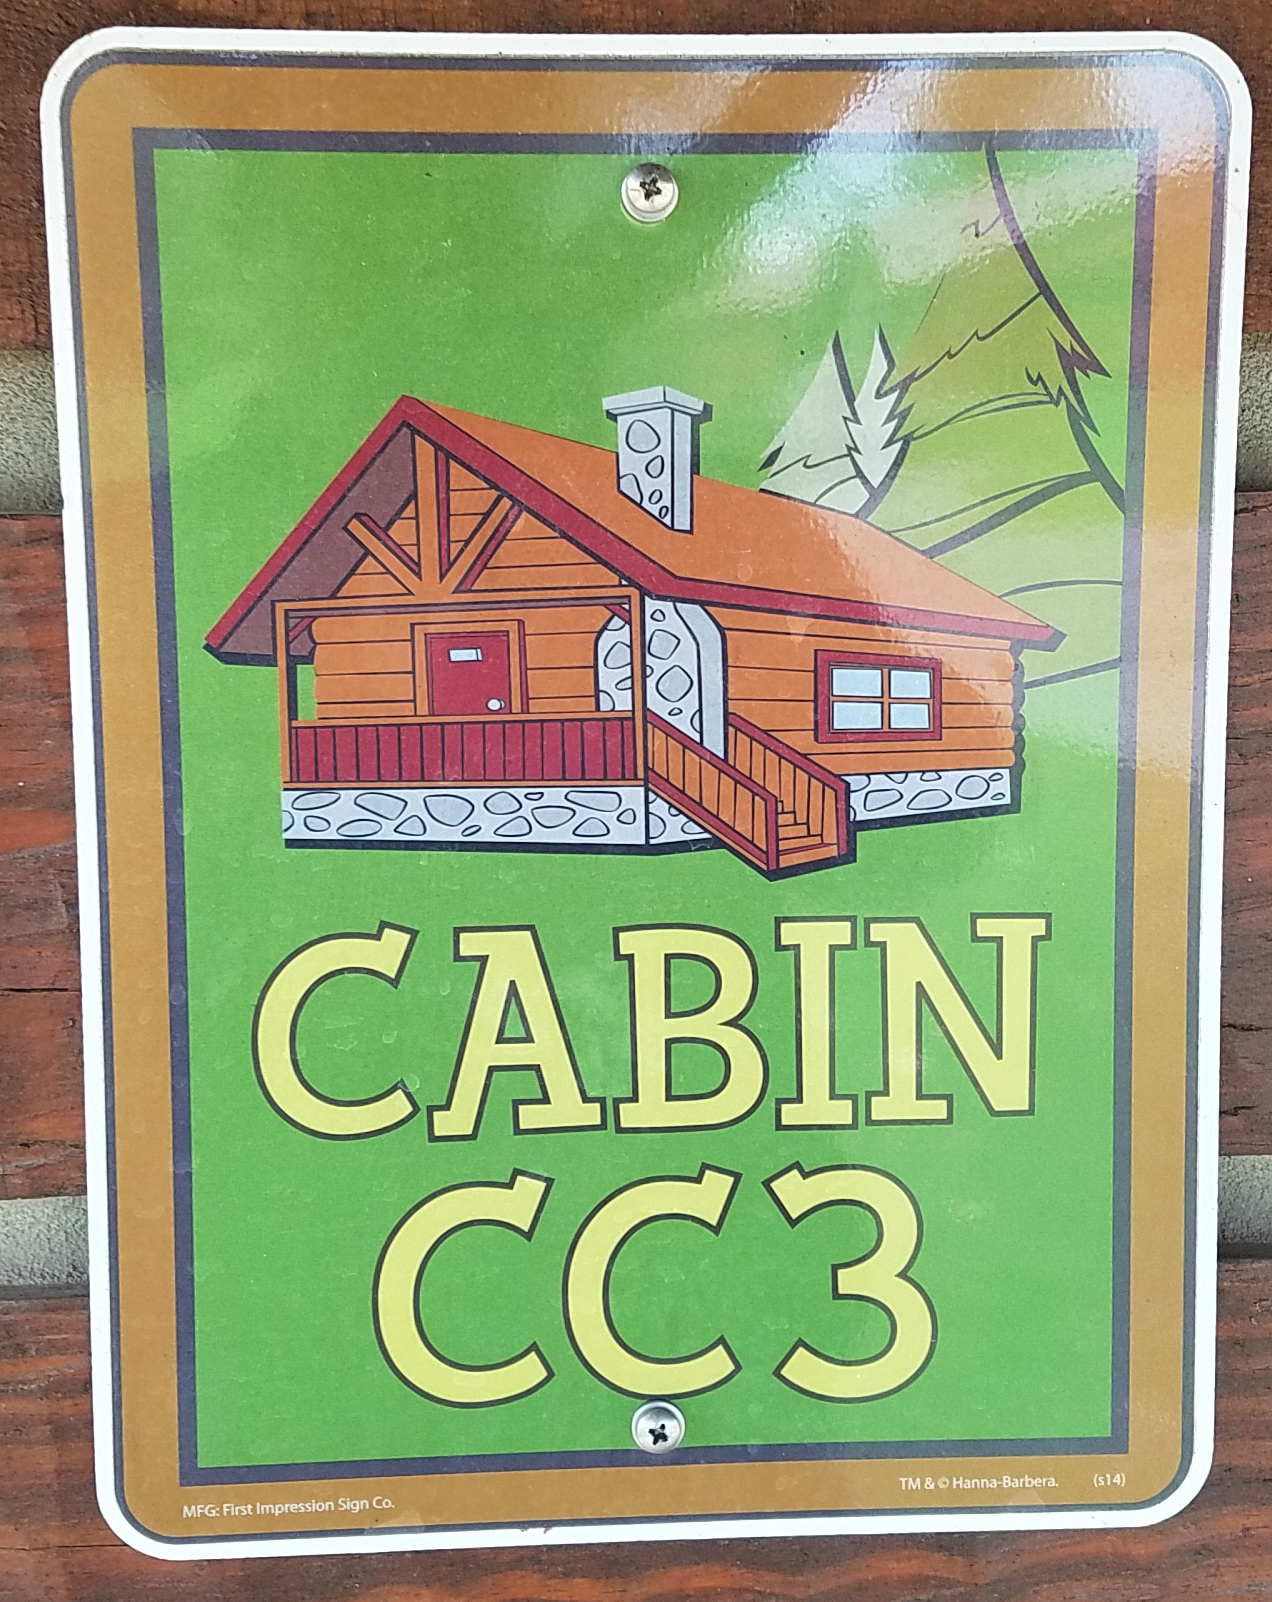 CABIN
CC3
MFG: First Impression Sign Co.
TM & © Hanna-Barbera. (s14)